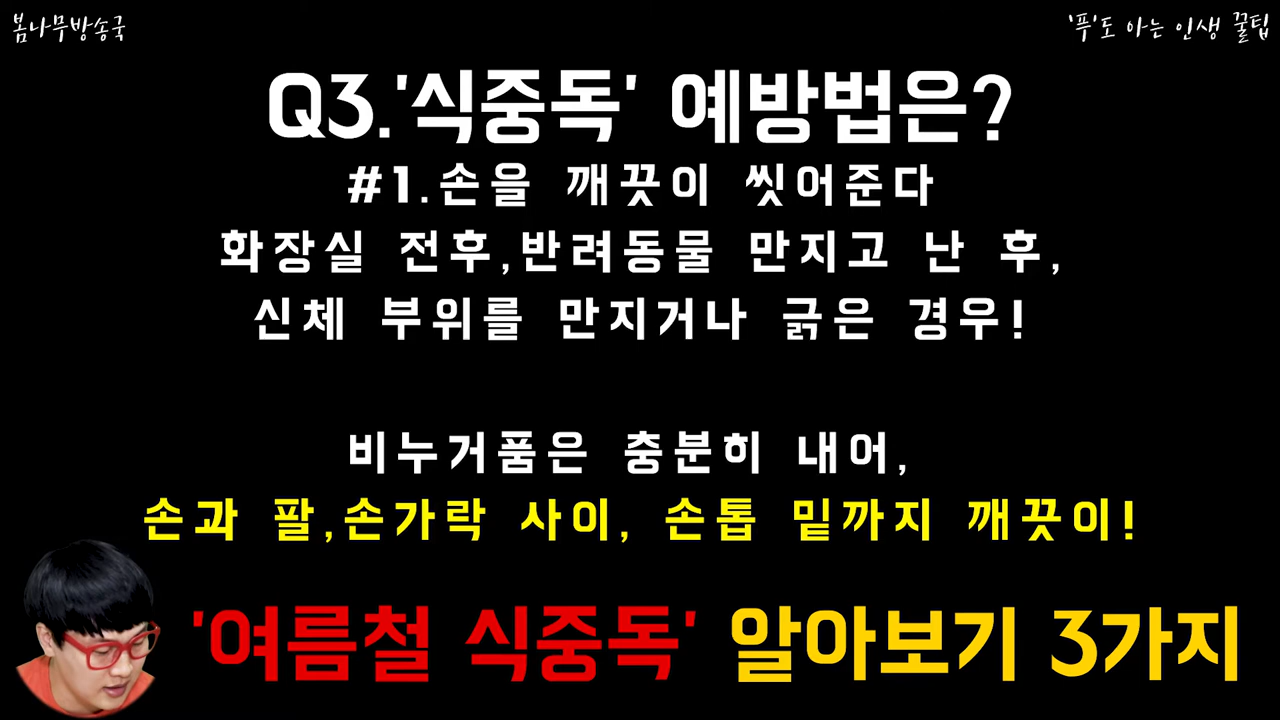 봄나무방송국
'푸'도 아는 인생 꿀팁
Q3.'식중독' 예방법은?
#1.손을 깨끗이 씻어준다
화장실 전후,반려동물 만지고 난 후,
신체 부위를 만지거나 긁은 경우!
비누거품은 충분히 내어,
손과 팔,손가락 사이, 손톱 밑까지 깨끗이!
'여름철 식중독' 알아보기 3가지